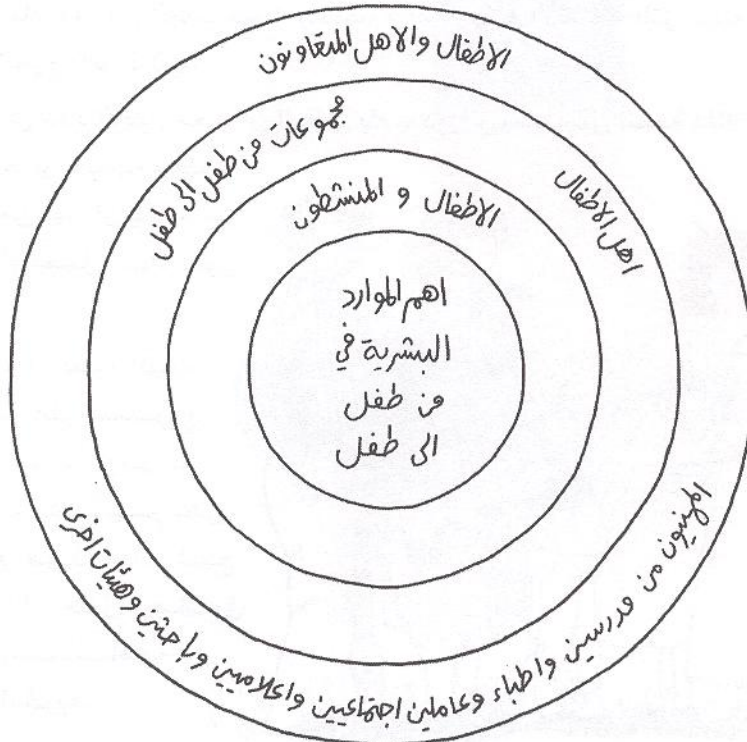 الاطفال والاهل المتعاونون
مجموعات من طفل الى طفل
اهل الاطفال
الاطفال و المنشطون
اهم الموارد
البشرية في
من طفل
الى طفل
المهنيون من مدرسين واطباء وعاملين اجتماعيين واعلاميين وباحثين وهيئات اخرى